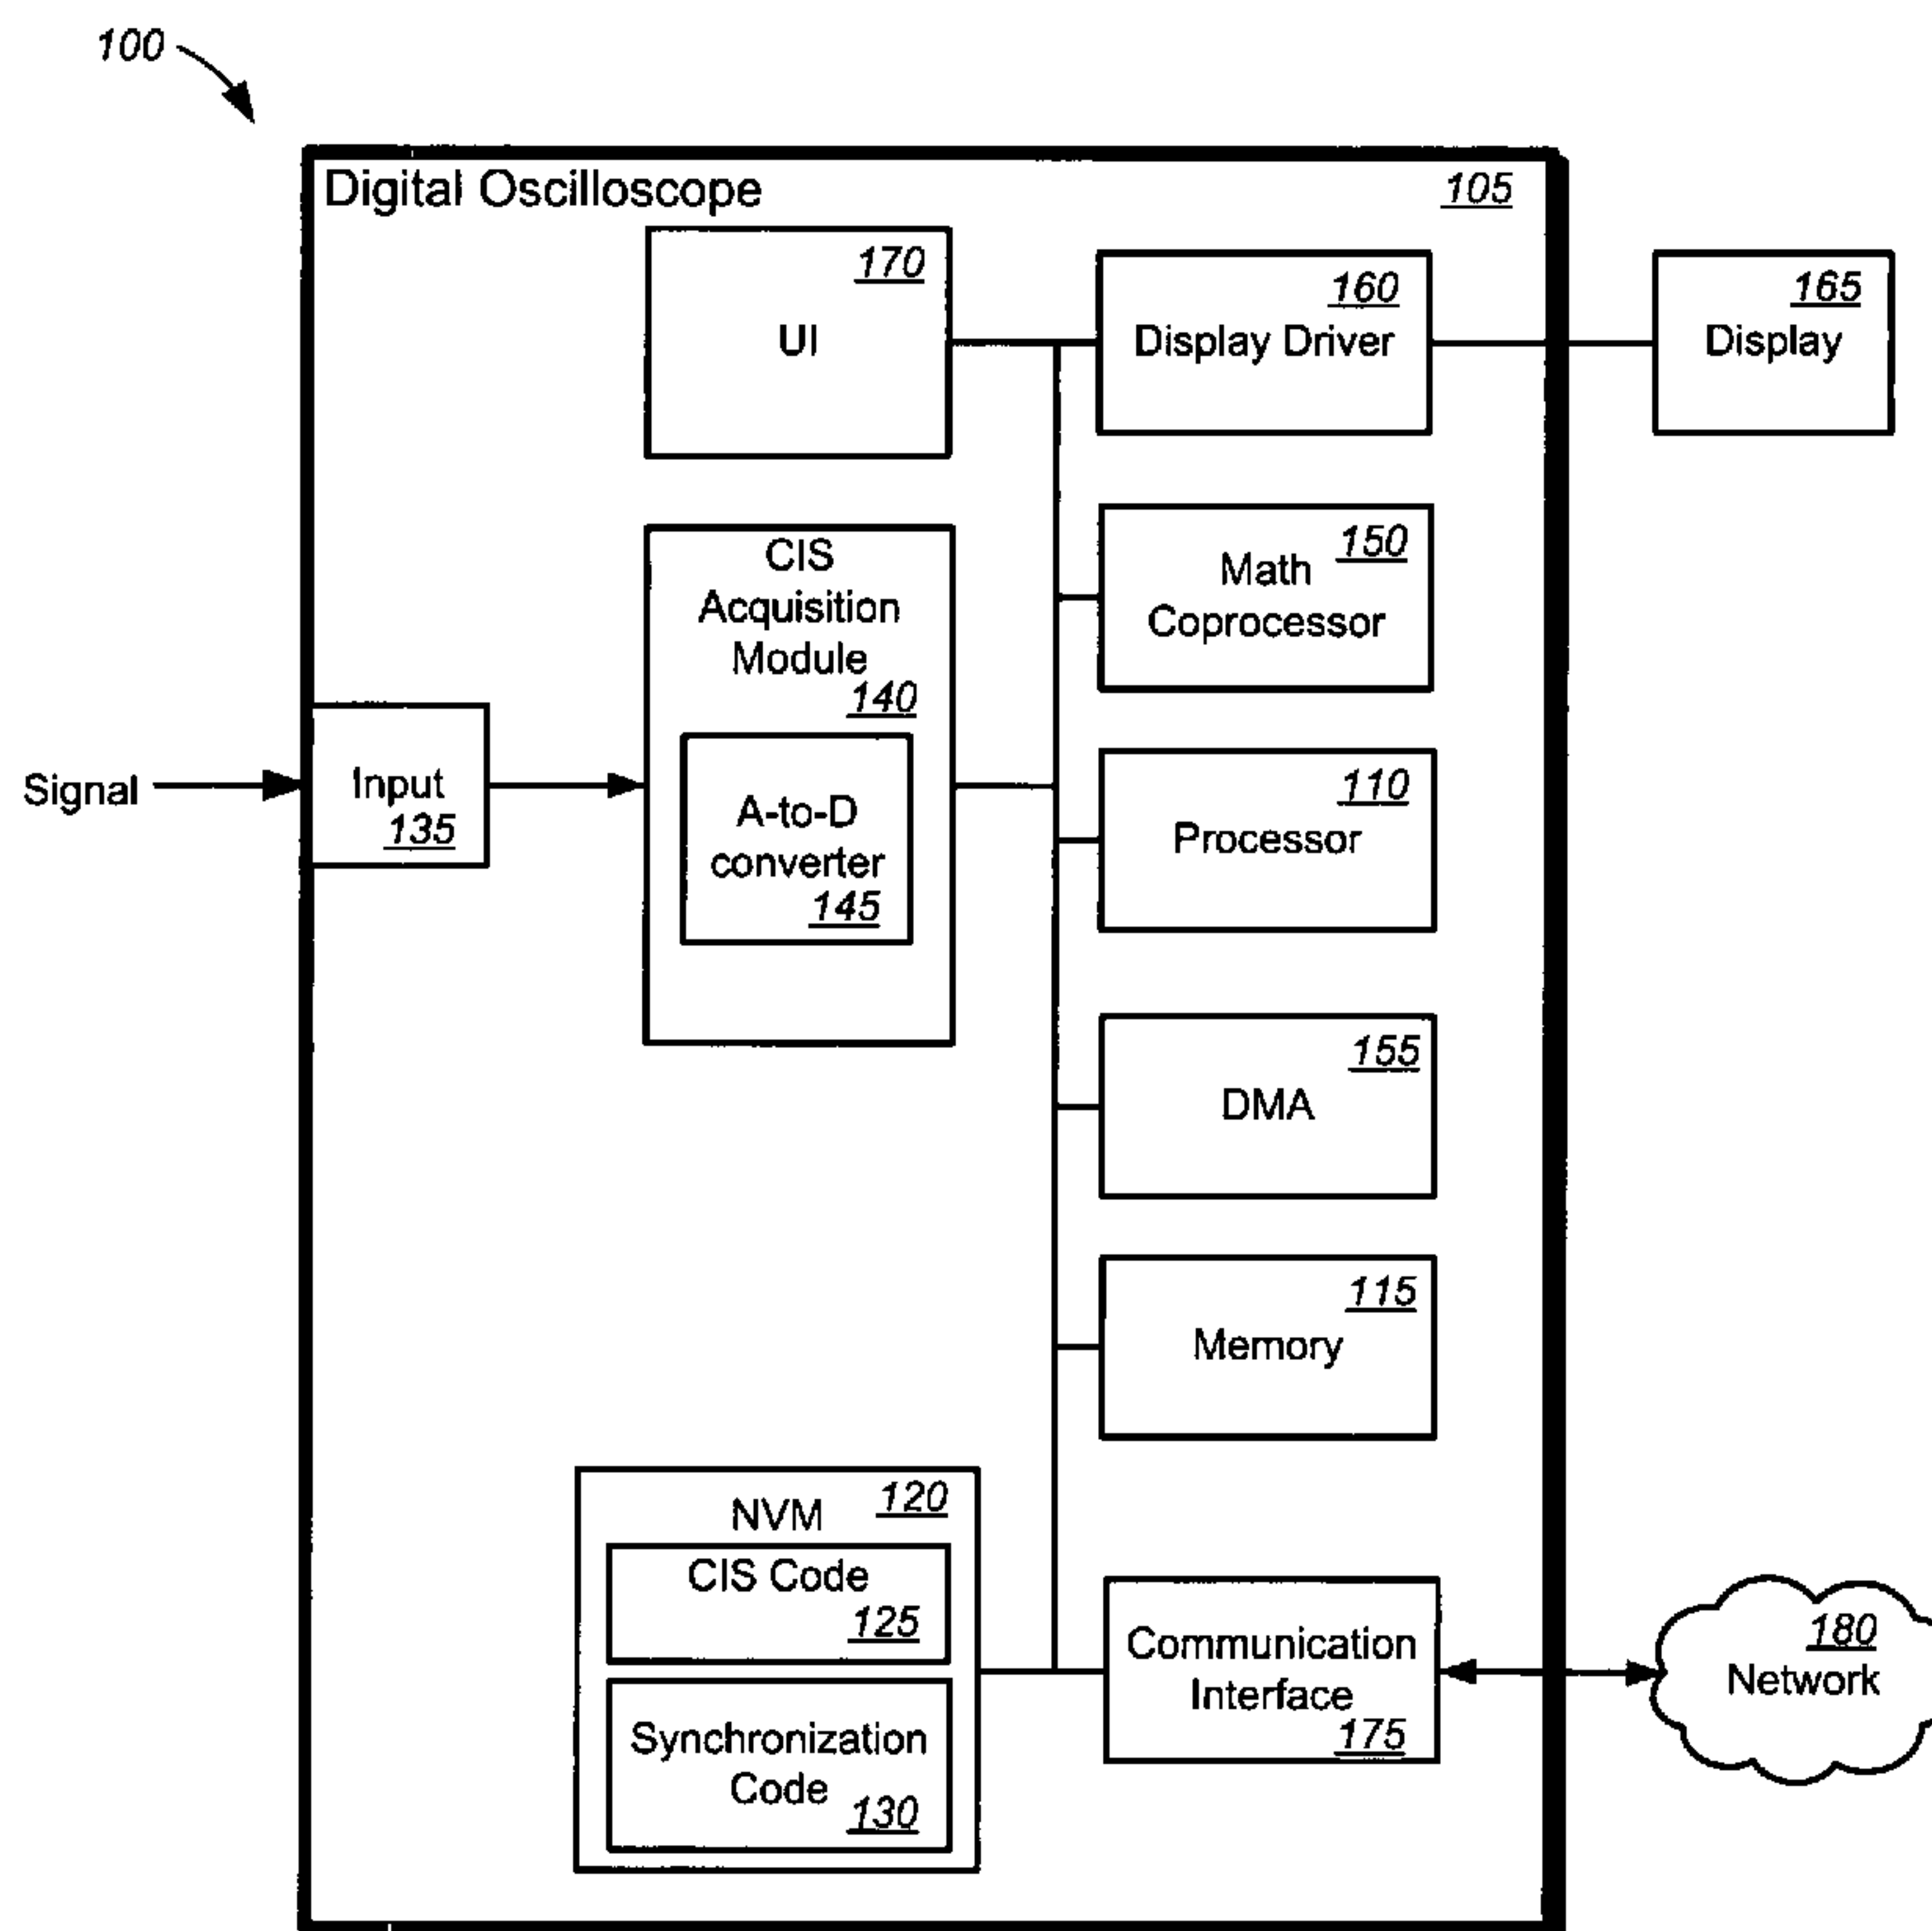 100
Digital Oscilloscope
105
170
UI
160
Display Driver
165
Display
CIS
Acquisition
Module
140
A-to-D
converter
145
150
Math
Coprocessor
Signal
Input
135
110
Processor
155
DMA
115
Memory
NVM
120
CIS Code
125
Synchronization
Code
130
Communication
Interface
175
180
Network